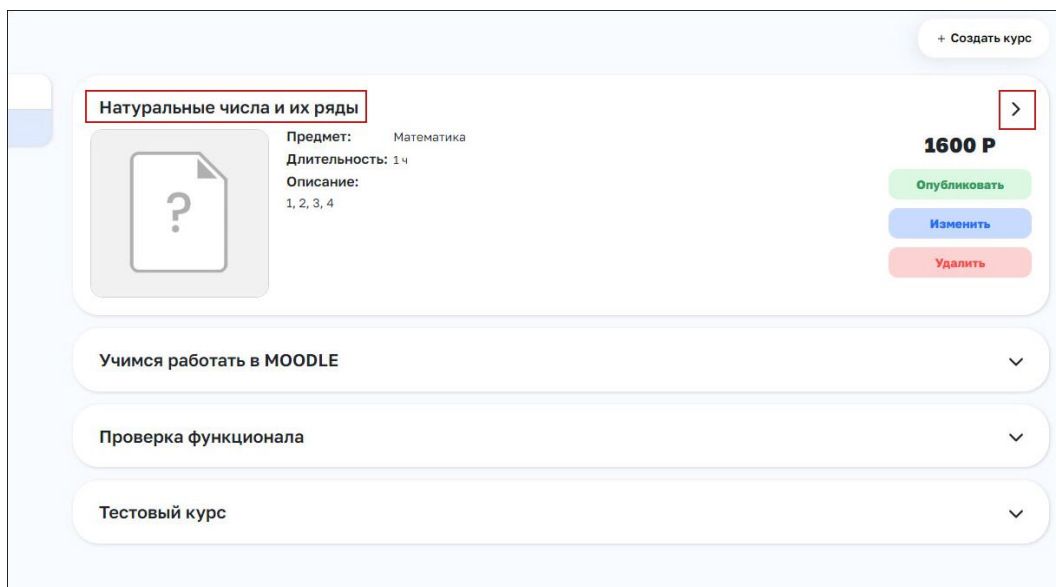 + Создать курс
Натуральные числа и их ряды
Предмет: Математика
Длительность: 1 ч
Описание:
1, 2, 3, 4
?
1600 Р
Опубликовать
Изменить
Удалить
Учимся работать в MOODLE
Проверка функционала
Тестовый курс